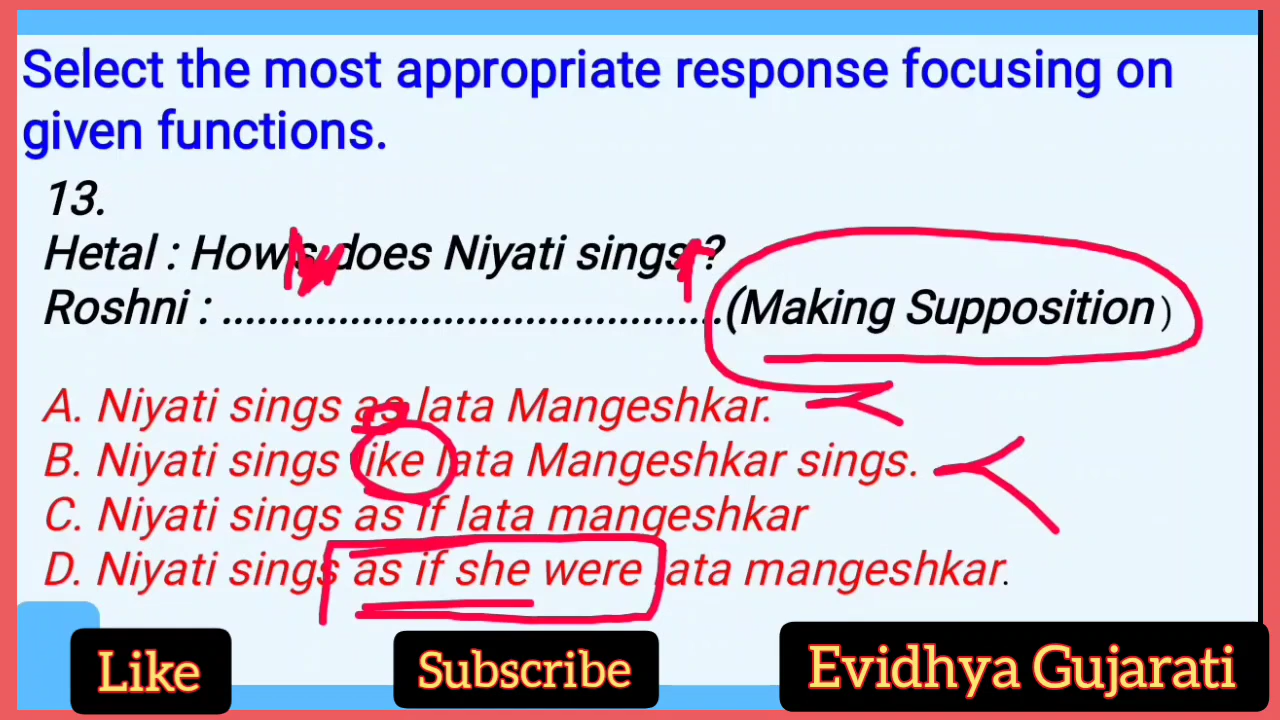 Select the most appropriate response focusing on
given functions.
13.
Hetal : How's does Niyati sings ?
Roshni : ..........................................(Making Supposition )
A. Niyati sings as lata Mangeshkar.
B. Niyati sings like lata Mangeshkar sings.
C. Niyati sings as if lata mangeshkar
D. Niyati sings as if she were lata mangeshkar.
Like
Subscribe
Evidhya Gujarati